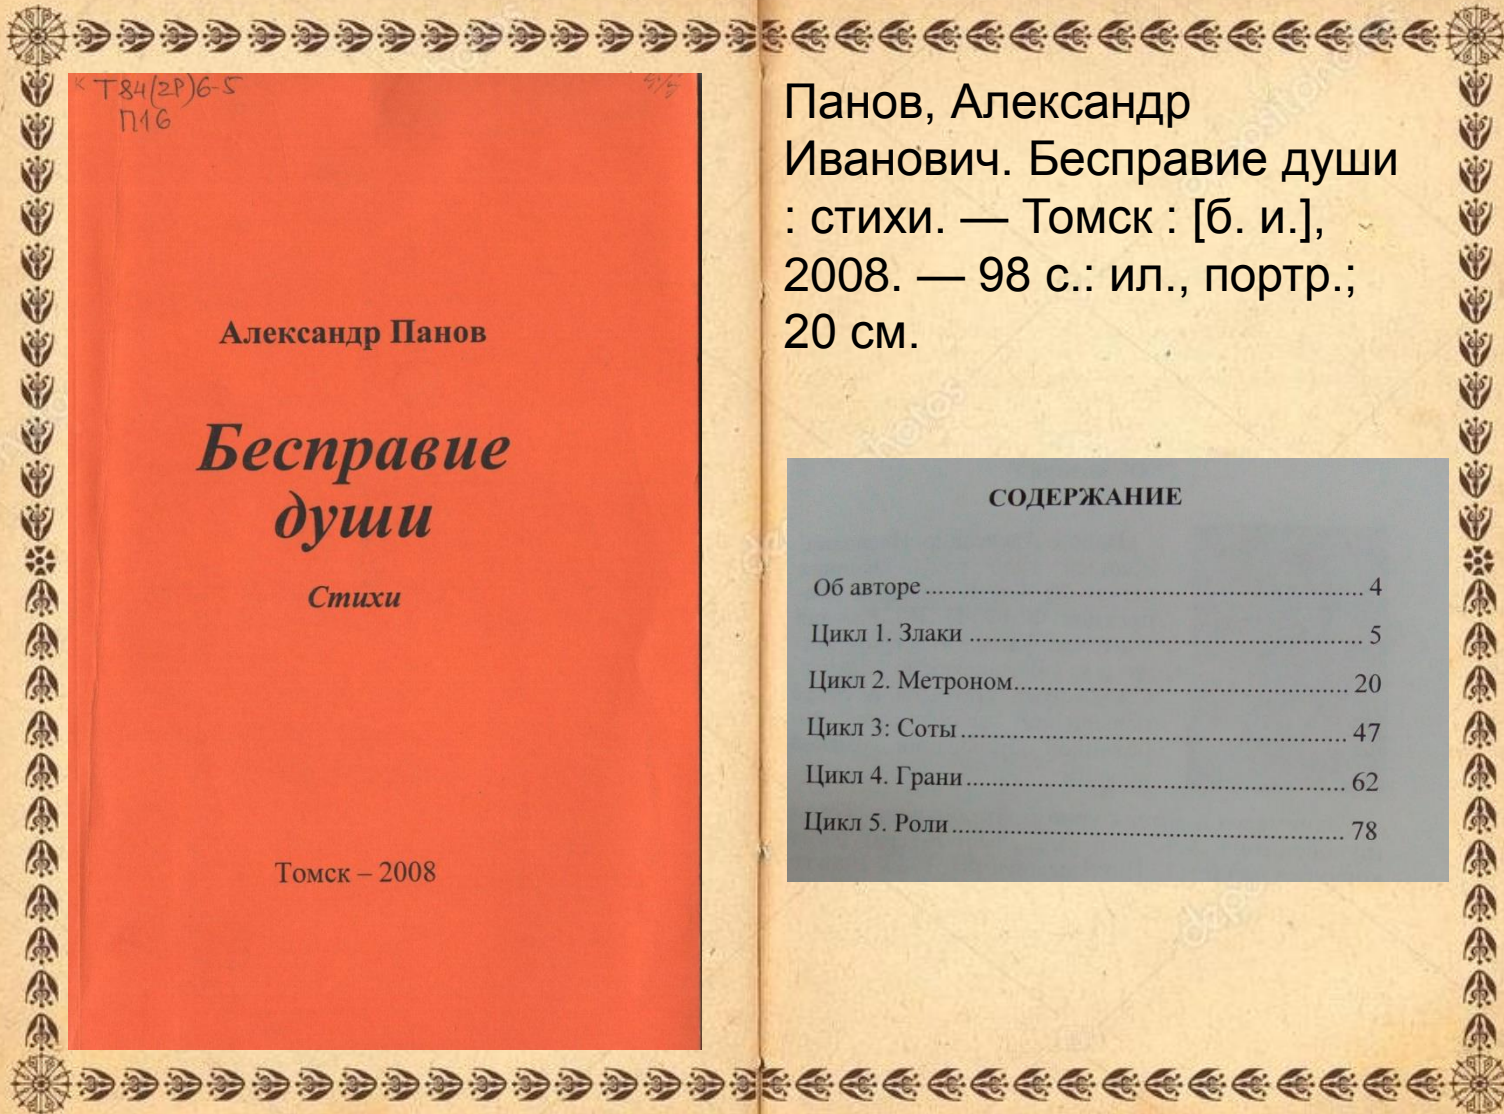 Т84(2Р)6-5
П16
Александр Панов
Бесправие
души
Стихи
Томск – 2008
Панов, Александр
Иванович. Бесправие души
: стихи. — Томск : [б. и.],
2008. — 98 с.: ил., портр.;
20 см.
СОДЕРЖАНИЕ
Об авторе ........ 4
Цикл 1. Злаки ........ 5
Цикл 2. Метроном ........ 20
Цикл 3: Соты ........ 47
Цикл 4. Грани ........ 62
Цикл 5. Роли ........ 78